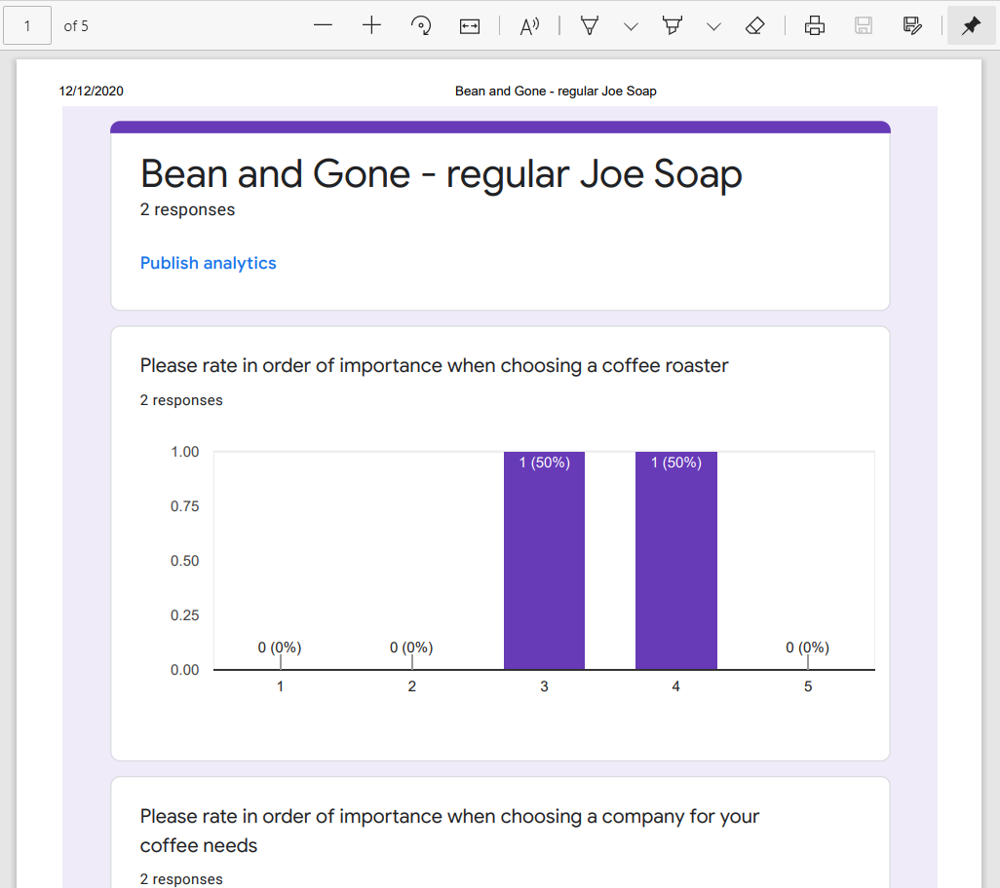 1 of 5
12/12/2020 Bean and Gone - regular Joe Soap
Bean and Gone - regular Joe Soap
2 responses
Publish analytics
Please rate in order of importance when choosing a coffee roaster
2 responses
1.00
1 (50%) 1 (50%)
0.75
0.50
0.25
0 (0%) 0 (0%) 0 (0%)
0.00
1 2 3 4 5
Please rate in order of importance when choosing a company for your
coffee needs
2 responses